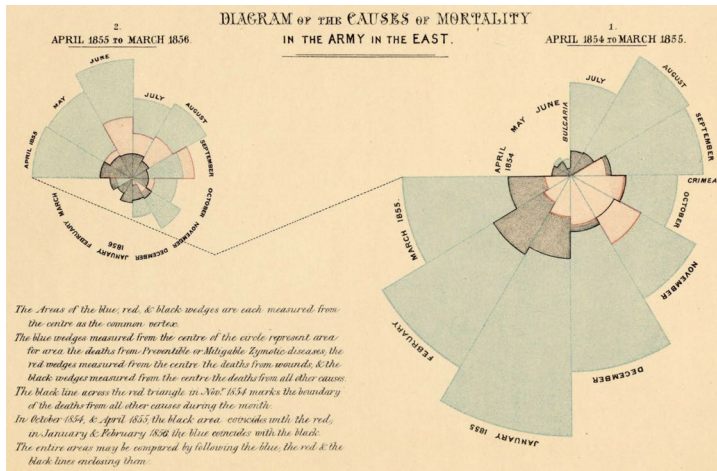 DIAGRAM OF THE CAUSES OF MORTALITY
IN THE ARMY IN THE EAST.
2.
APRIL 1855 TO MARCH 1856.
1.
APRIL 1854 TO MARCH 1855.
APRIL 1855
MAY
JUNE
JULY
AUGUST
SEPTEMBER
OCTOBER
NOVEMBER
DECEMBER
JANUARY
1856
FEBRUARY
MARCH
APRIL
1854
MAY
JUNE
BULGARIA
JULY
AUGUST
SEPTEMBER
CRIMEA
OCTOBER
NOVEMBER
DECEMBER
JANUARY 1855
FEBRUARY
MARCH 1855.
The Areas of the blue, red, & black wedges are each measured from
the centre as the common vertex.
The blue wedges measured from the centre of the circle represent area
for area the deaths from Preventible or Mitigable Zymotic diseases, the
red wedges measured from the centre the deaths from wounds, & the
black wedges measured from the centre the deaths from all other causes.
The black line across the red triangle in Novr. 1854 marks the boundary
of the deaths from all other causes during the month.
In October 1854, & April 1855, the black area coincides with the red,
in January & February 1856, the blue coincides with the black.
The entire areas may be compared by following the blue, the red & the
black lines enclosing them.